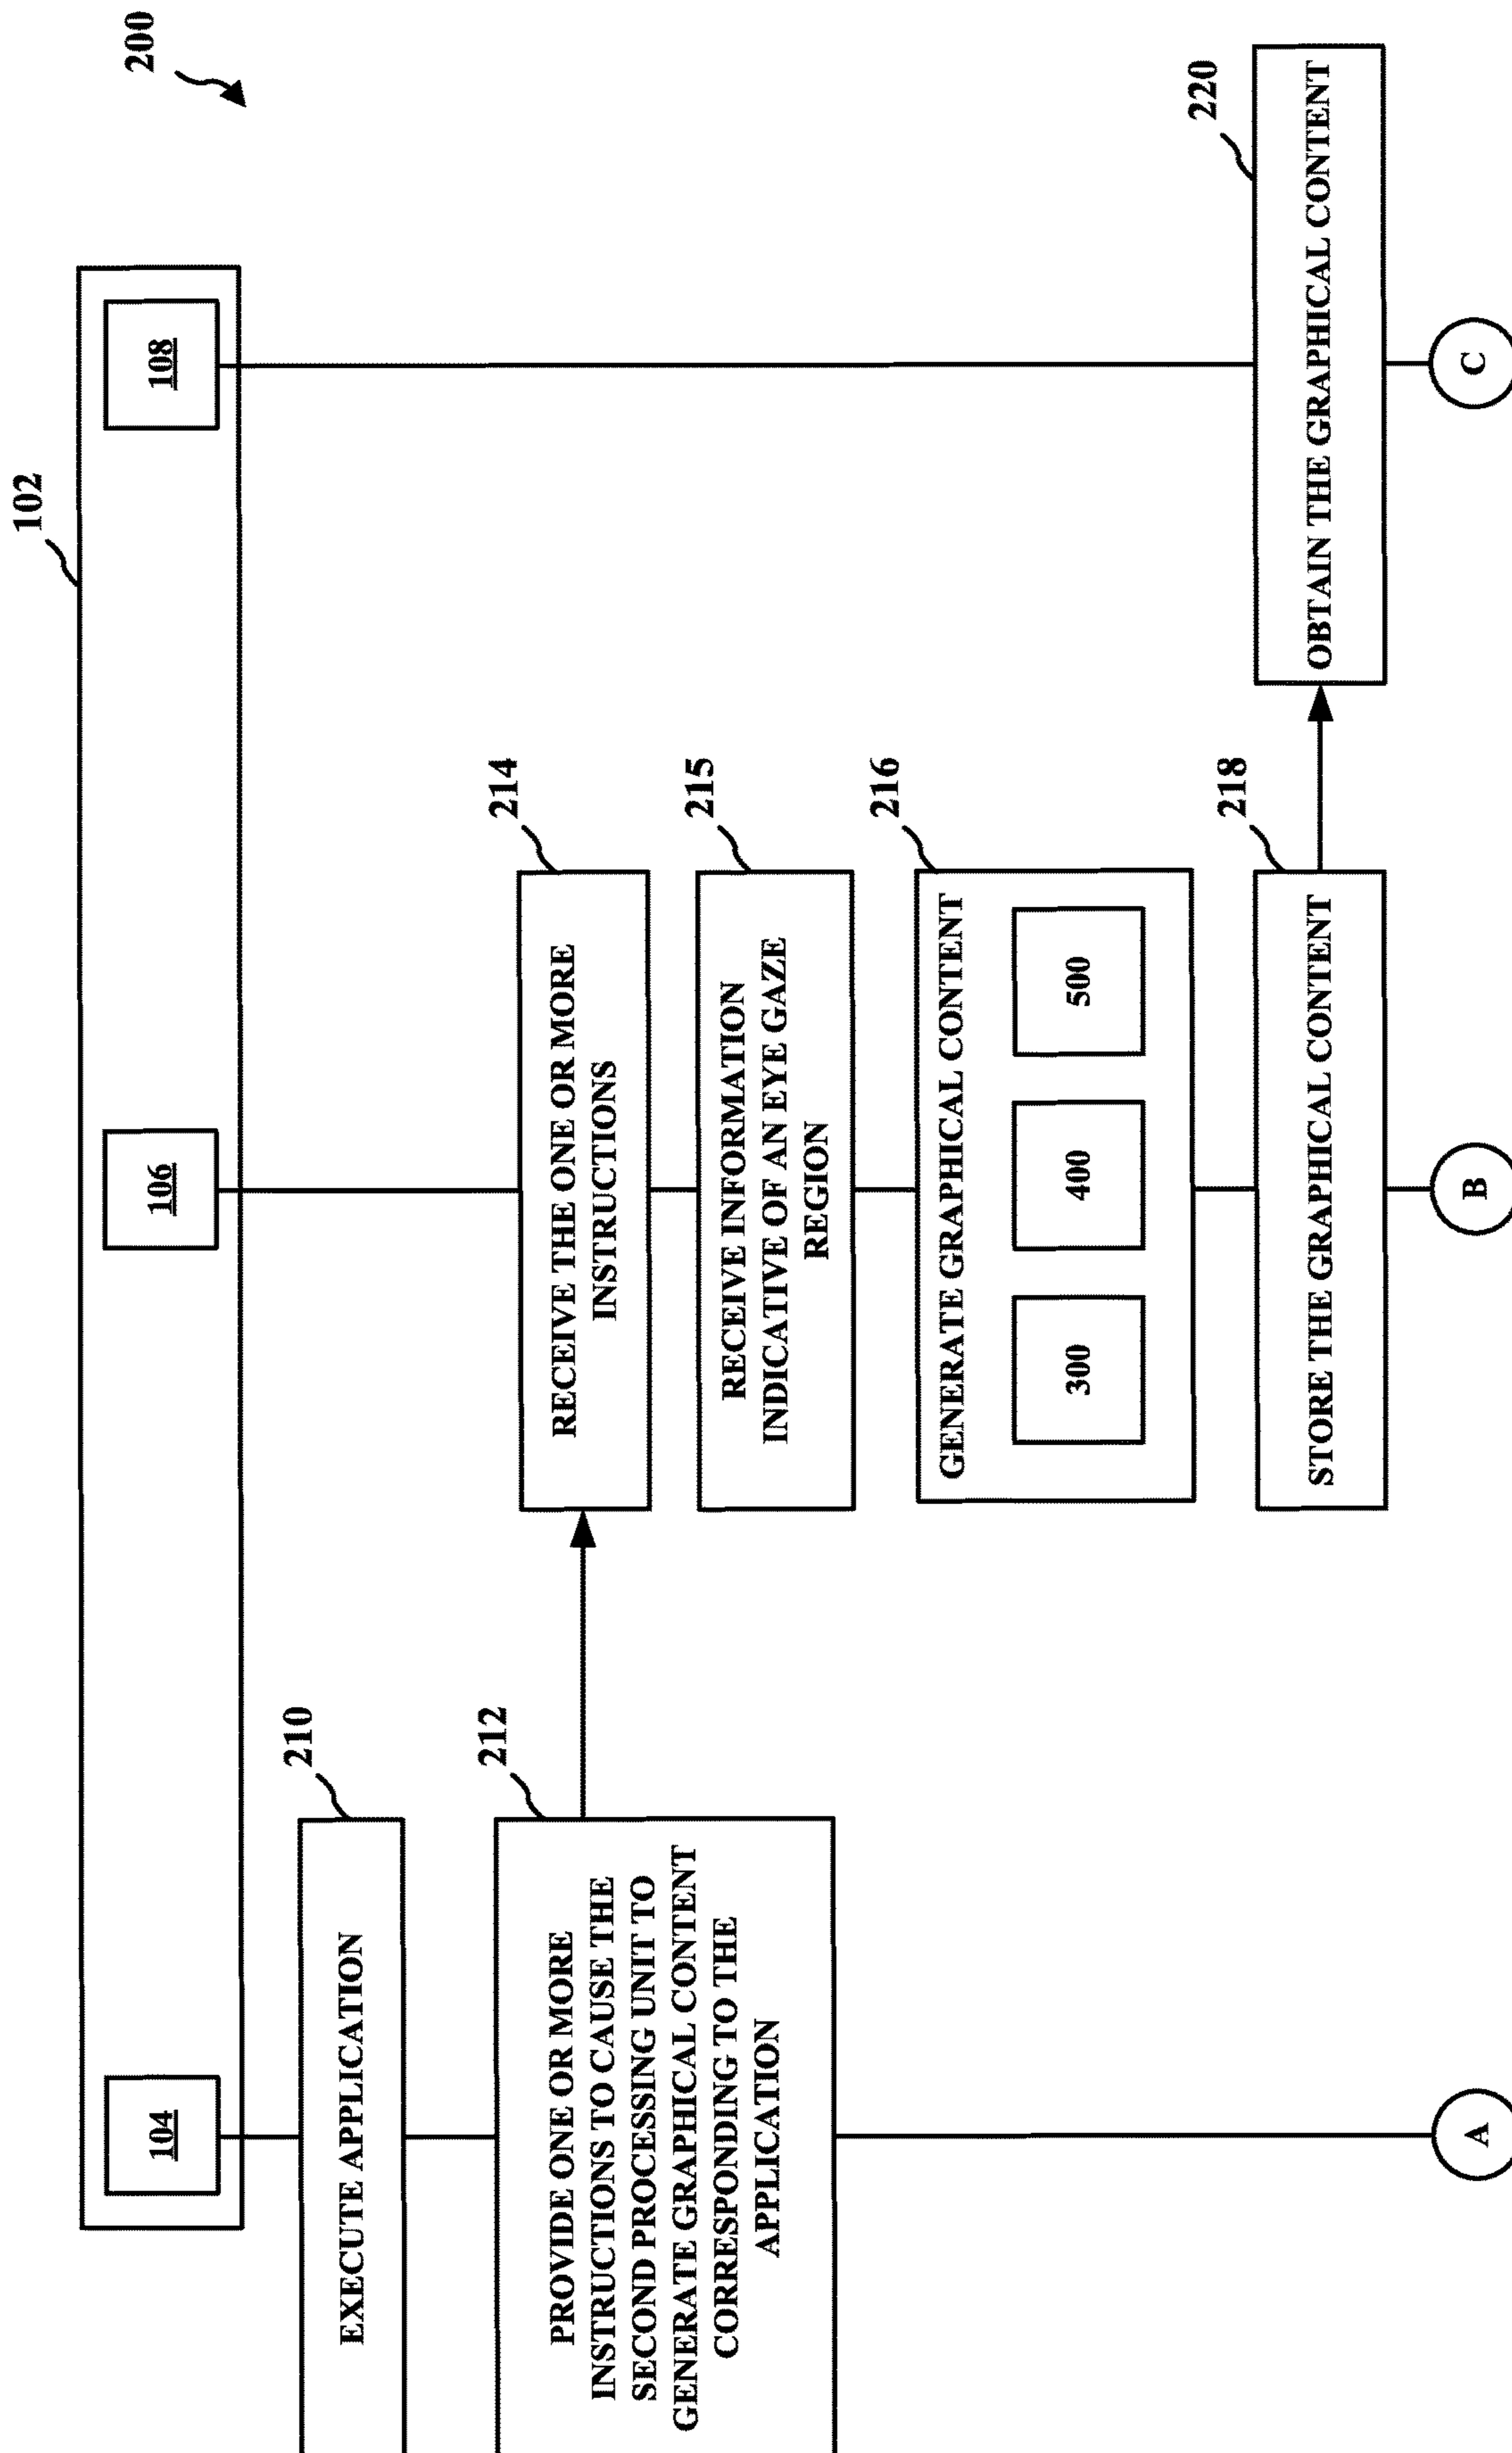 200
102
104
106
108
210
EXECUTE APPLICATION
212
PROVIDE ONE OR MORE
INSTRUCTIONS TO CAUSE THE
SECOND PROCESSING UNIT TO
GENERATE GRAPHICAL CONTENT
CORRESPONDING TO THE
APPLICATION
214
RECEIVE THE ONE OR MORE
INSTRUCTIONS
215
RECEIVE INFORMATION
INDICATIVE OF AN EYE GAZE
REGION
216
GENERATE GRAPHICAL CONTENT
300
400
500
218
STORE THE GRAPHICAL CONTENT
220
OBTAIN THE GRAPHICAL CONTENT
A
B
C